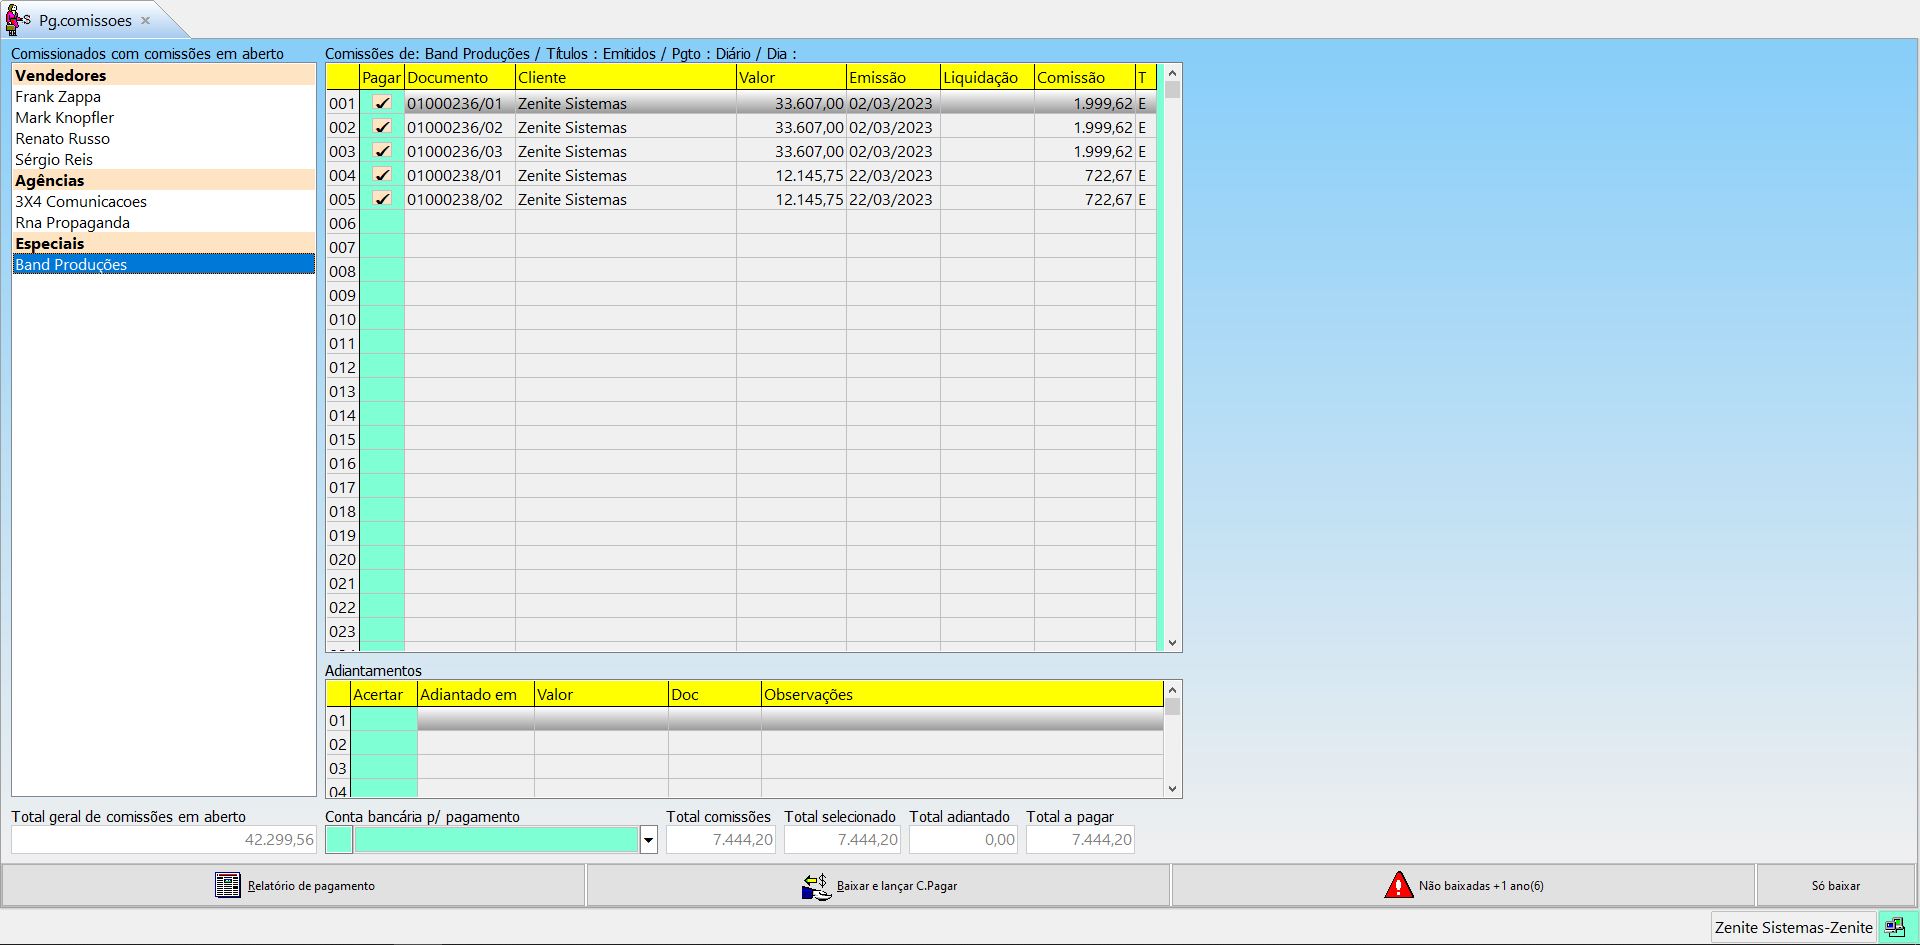 Pg.comissoes
Comissionados com comissões em aberto
Vendedores
Frank Zappa
Mark Knopfler
Renato Russo
Sérgio Reis
Agências
3X4 Comunicacoes
Rna Propaganda
Especiais
Band Produções
Comissões de: Band Produções / Títulos : Emitidos / Pgto : Diário / Dia :
Pagar Documento Cliente Valor Emissão Liquidação Comissão T
001 01000236/01 Zenite Sistemas 33.607,00 02/03/2023 1.999,62 E
002 01000236/02 Zenite Sistemas 33.607,00 02/03/2023 1.999,62 E
003 01000236/03 Zenite Sistemas 33.607,00 02/03/2023 1.999,62 E
004 01000238/01 Zenite Sistemas 12.145,75 22/03/2023 722,67 E
005 01000238/02 Zenite Sistemas 12.145,75 22/03/2023 722,67 E
006
007
008
009
010
011
012
013
014
015
016
017
018
019
020
021
022
023
Adiantamentos
Acertar Adiantado em Valor Doc Observações
01
02
03
04
Total geral de comissões em aberto
42.299,56
Conta bancária p/ pagamento
Total comissões Total selecionado Total adiantado Total a pagar
7.444,20 7.444,20 0,00 7.444,20
Relatório de pagamento
Baixar e lançar C.Pagar
Não baixadas +1 ano(6)
Só baixar
Zenite Sistemas-Zenite